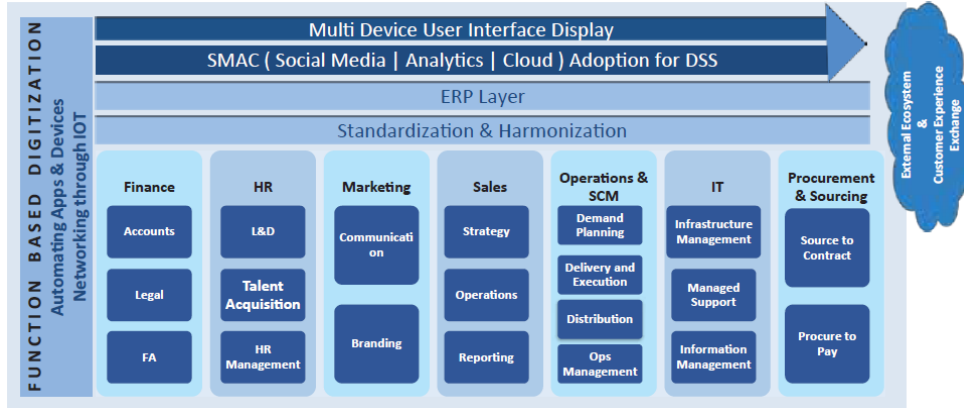 FUNCTION BASED DIGITIZATION
Automating Apps & Devices
Networking through IOT
Multi Device User Interface Display
SMAC ( Social Media | Analytics | Cloud ) Adoption for DSS
ERP Layer
Standardization & Harmonization
External Ecosystem
&
Customer Experience
Exchange
Finance
Accounts
Legal
FA
HR
L&D
Talent
Acquisition
HR
Management
Marketing
Communicati
on
Branding
Sales
Strategy
Operations
Reporting
Operations &
SCM
Demand
Planning
Delivery and
Execution
Distribution
Ops
Management
IT
Infrastructure
Management
Managed
Support
Information
Management
Procurement
& Sourcing
Source to
Contract
Procure to
Pay